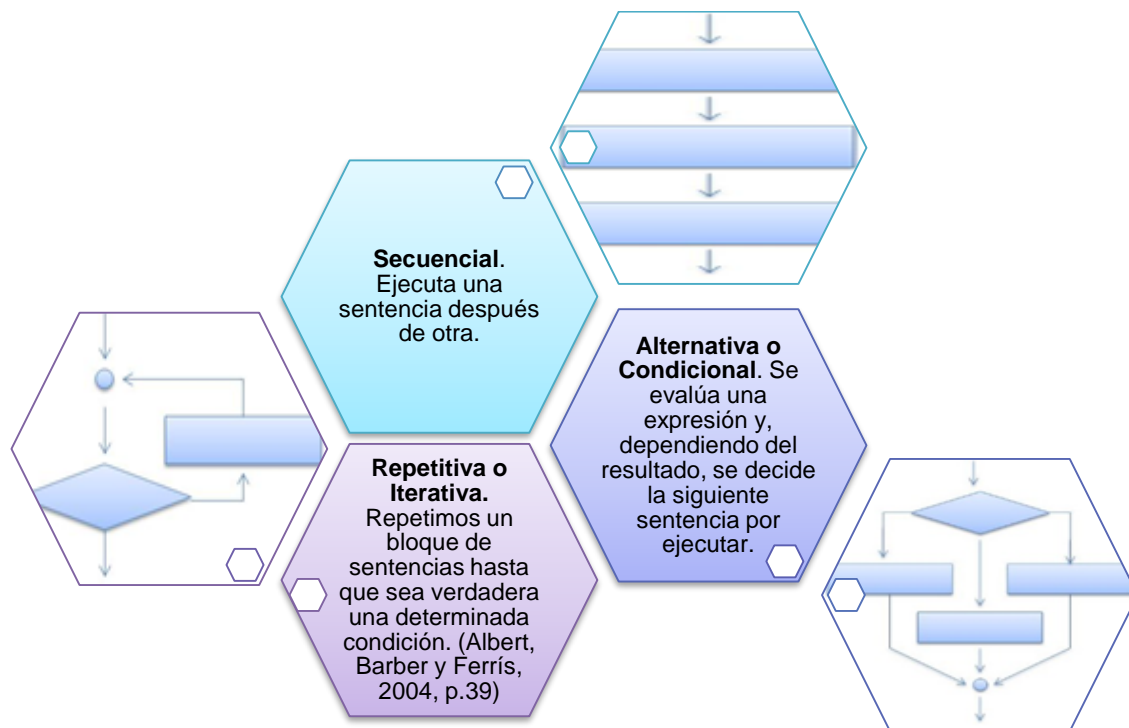 Secuencial.
Ejecuta una
sentencia después
de otra.
Alternativa o
Condicional. Se
evalúa una
expresión y,
dependiendo del
resultado, se decide
la siguiente
sentencia por
ejecutar.
Repetitiva o
Iterativa.
Repetimos un
bloque de
sentencias hasta
que sea verdadera
una determinada
condición. (Albert,
Barber y Ferrís,
2004, p.39)